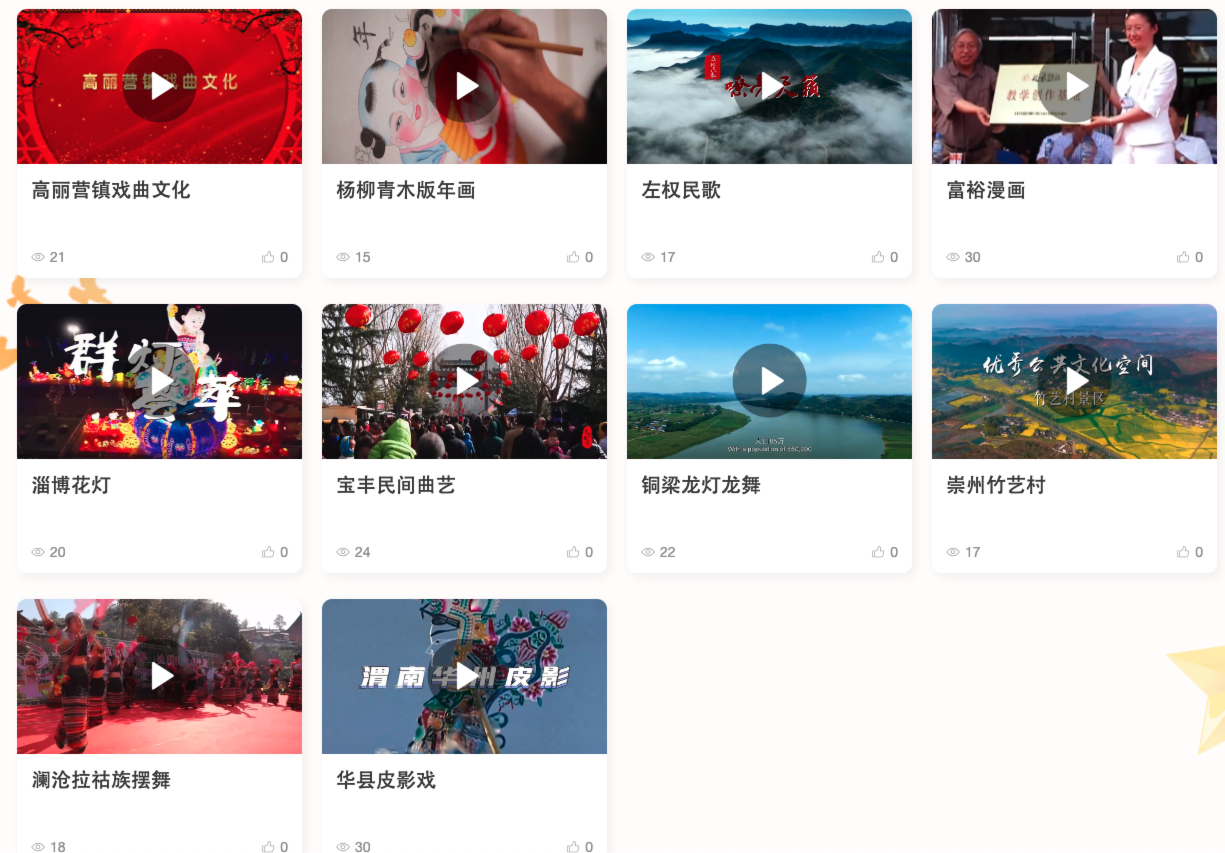 高丽营镇戏曲文化
年
教学创作基地
高丽营镇戏曲文化
杨柳青木版年画
左权民歌
富裕漫画
21
0
15
0
17
0
30
0
群灯荟萃
优秀公共文化空间
竹艺村景区
淄博花灯
宝丰民间曲艺
铜梁龙灯龙舞
崇州竹艺村
20
0
24
0
22
0
17
0
渭南华州皮影
澜沧拉祜族摆舞
华县皮影戏
18
0
30
0